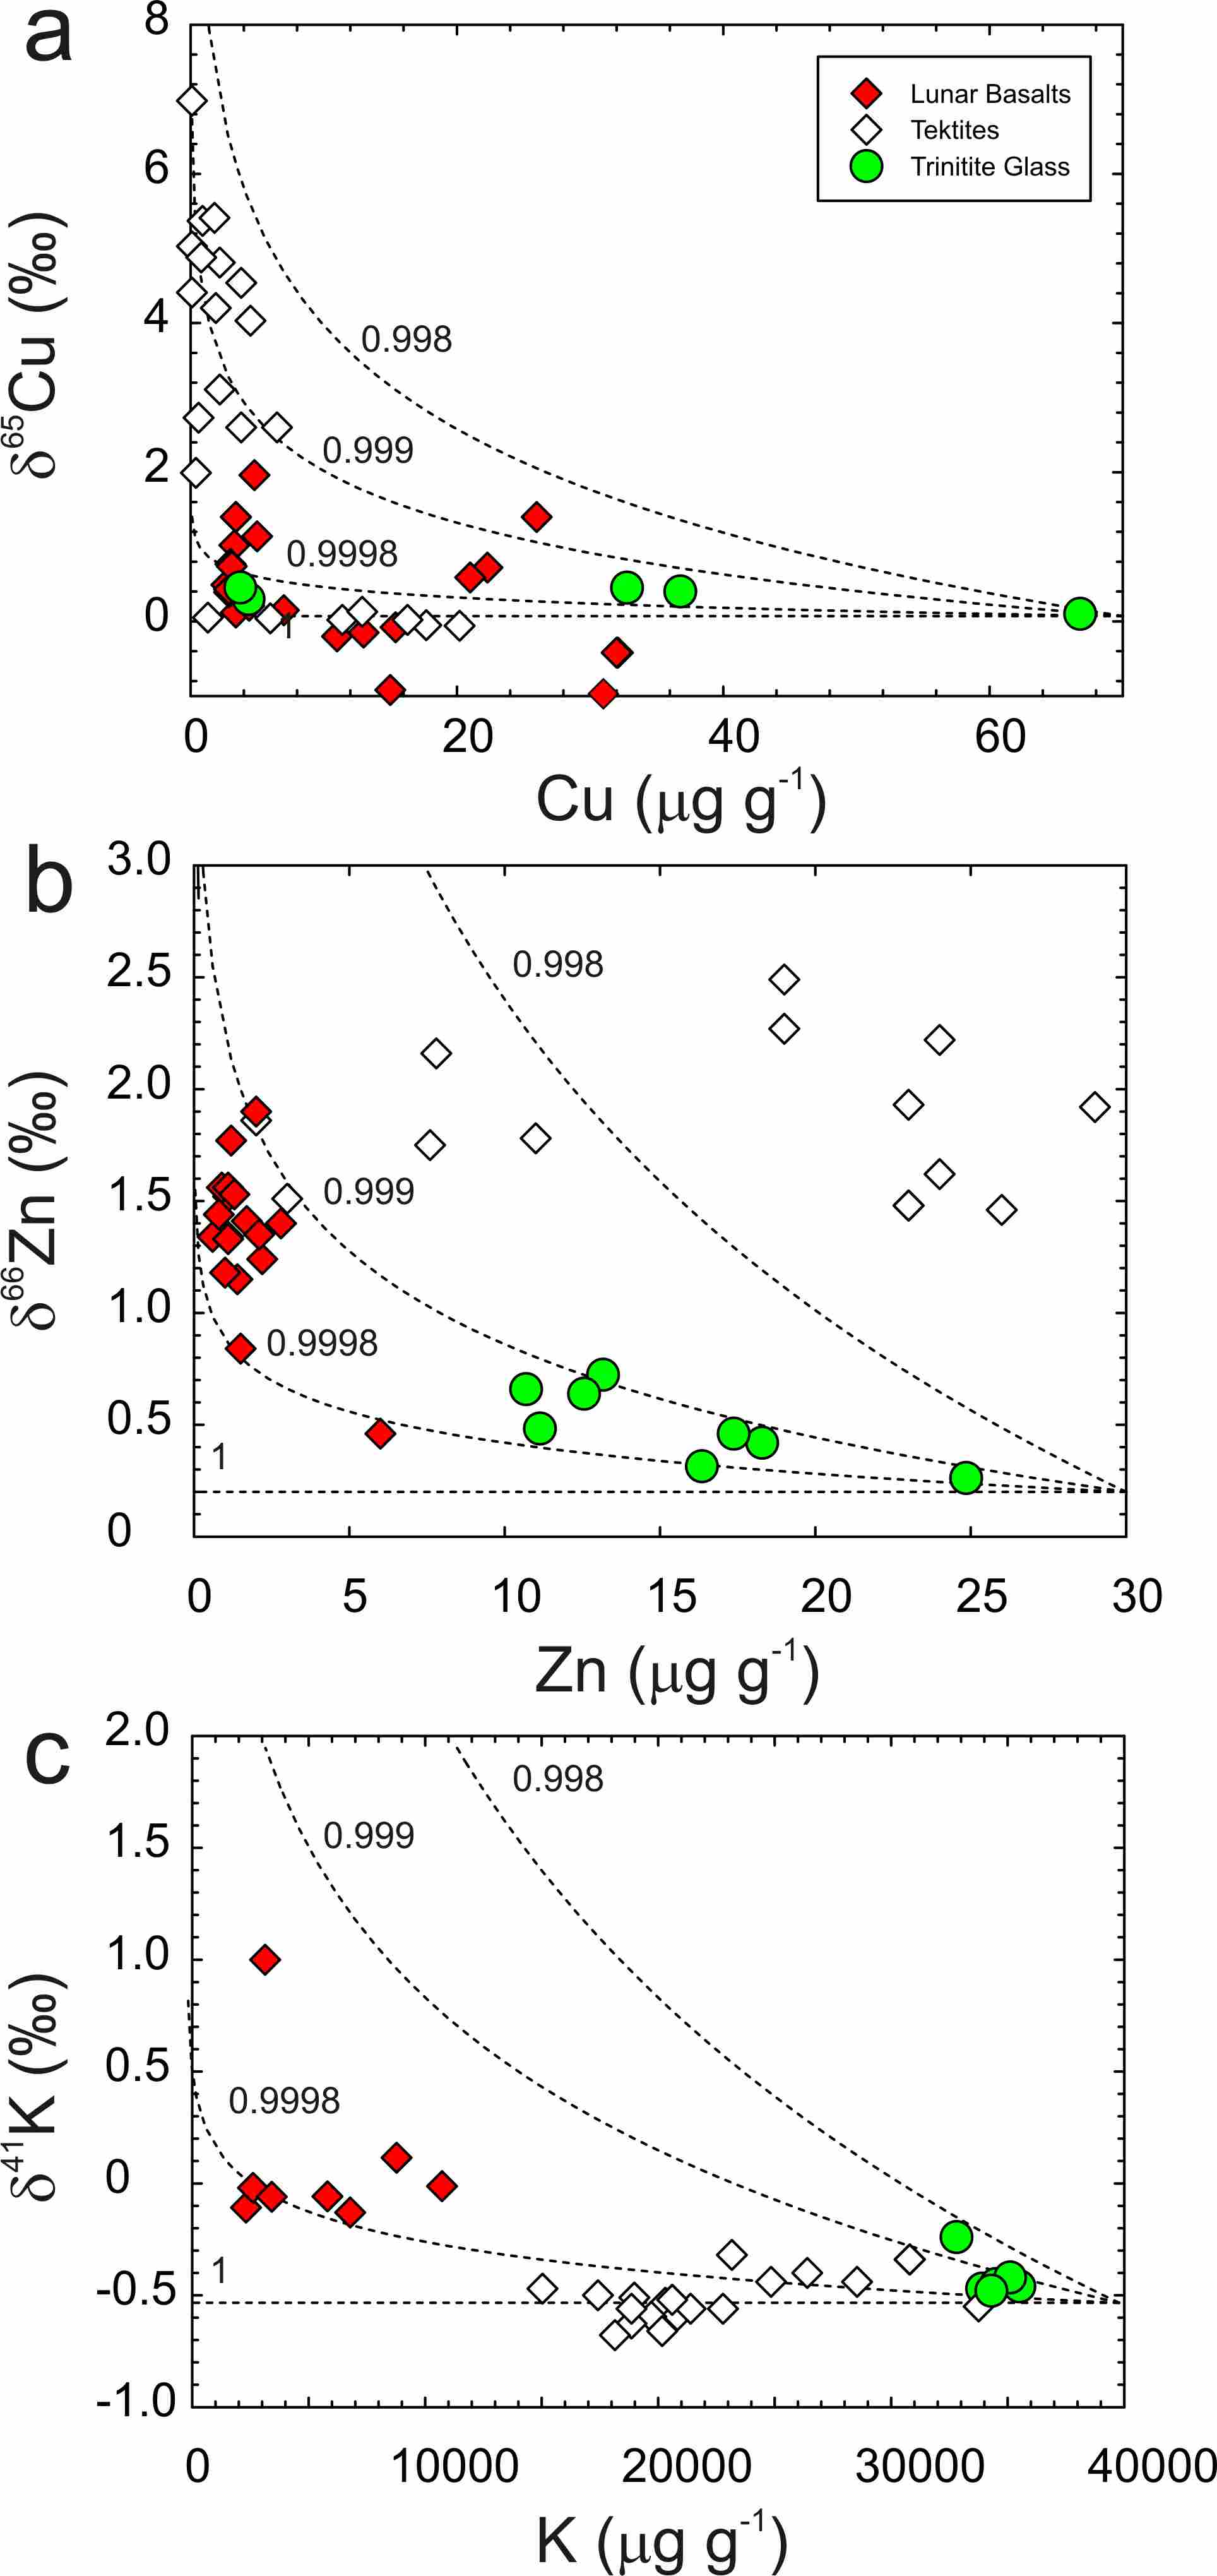 a
8
6
4
2
0
δ⁶⁵Cu (‰)
Lunar Basalts
Tektites
Trinitite Glass
0.998
0.999
0.9998
1
0 20 40 60
Cu (μg g⁻¹)
b
3.0
2.5
2.0
1.5
1.0
0.5
0
δ⁶⁶Zn (‰)
0.998
0.999
0.9998
1
0 5 10 15 20 25 30
Zn (μg g⁻¹)
c
2.0
1.5
1.0
0.5
0
-0.5
-1.0
δ⁴¹K (‰)
0.998
0.999
0.9998
1
0 10000 20000 30000 40000
K (μg g⁻¹)